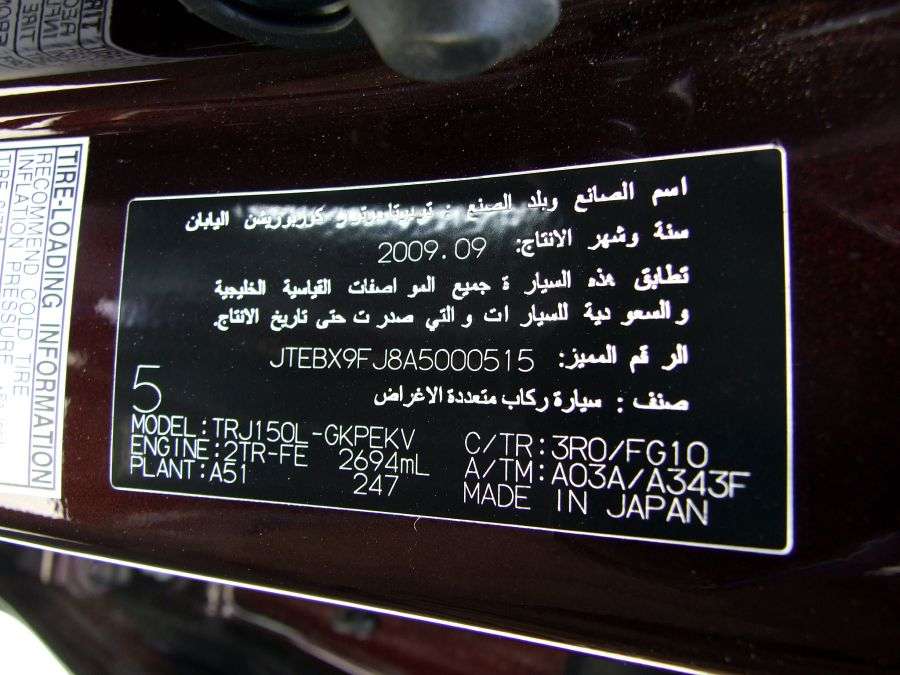 TIRE-LOADING INFORMATION
RECOMMEND COLD TIRE
INFLATION PRESSURE
اسم الصانع وبلد الصنع : تويوتا موتور كوربوريشن اليابان
سنة وشهر الانتاج: 2009.09
تطابق هذه السيارة جميع المواصفات القياسية الخليجية
والسعودية للسيارات والتي صدرت حتى تاريخ الانتاج.
الرقم المميز: JTEBX9FJ8A5000515
صنف : سيارة ركاب متعددة الاغراض
5
MODEL:TRJ150L-GKPEKV C/TR:3R0/FG10
ENGINE:2TR-FE 2694mL A/TM:A03A/A343F
PLANT:A51 247 MADE IN JAPAN